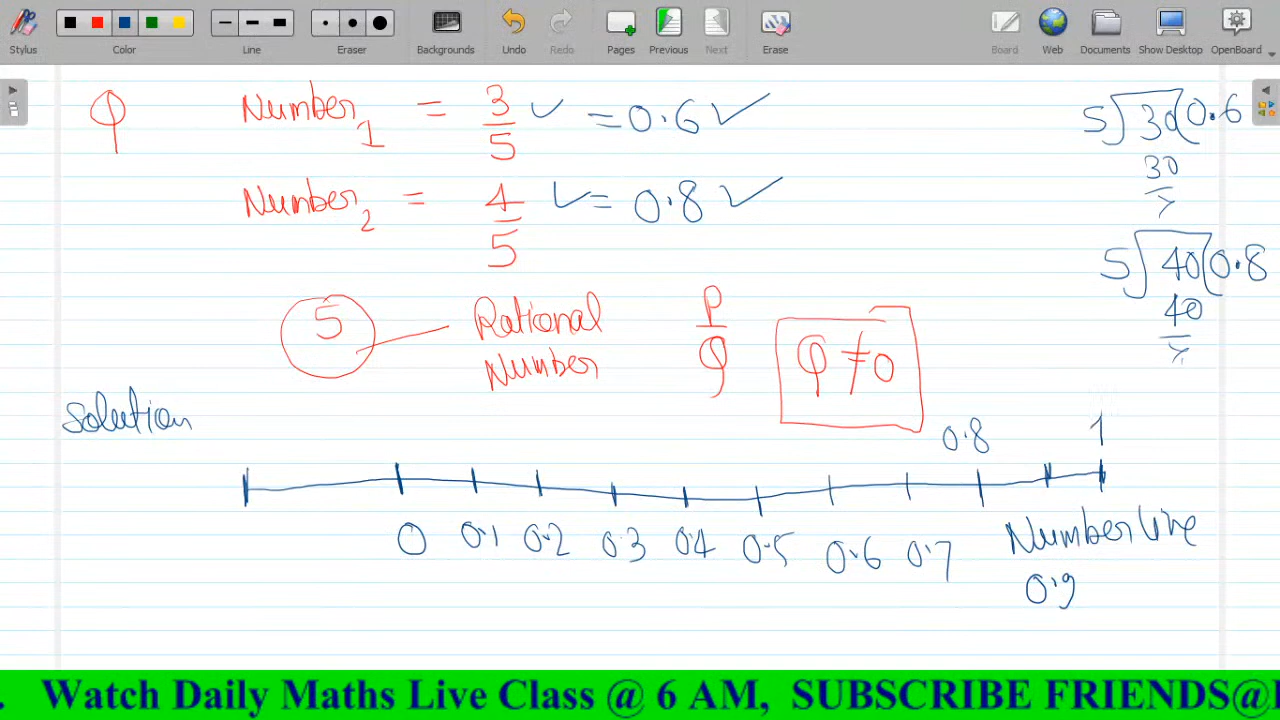 Stylus Color Line Eraser Backgrounds Undo Redo Pages Previous Next Erase Board Web Documents Show Desktop OpenBoard
Q Number1 = 3/5 ✓ = 0.6 ✓
5 30 0.6
30
Number2 = 4/5 ✓ = 0.8 ✓
5 40 0.8
40
5 Rational Number P/Q Q ≠ 0
Solution
0.8 1
0 0.1 0.2 0.3 0.4 0.5 0.6 0.7 Number line
0.9
. Watch Daily Maths Live Class @ 6 AM, SUBSCRIBE FRIENDS@